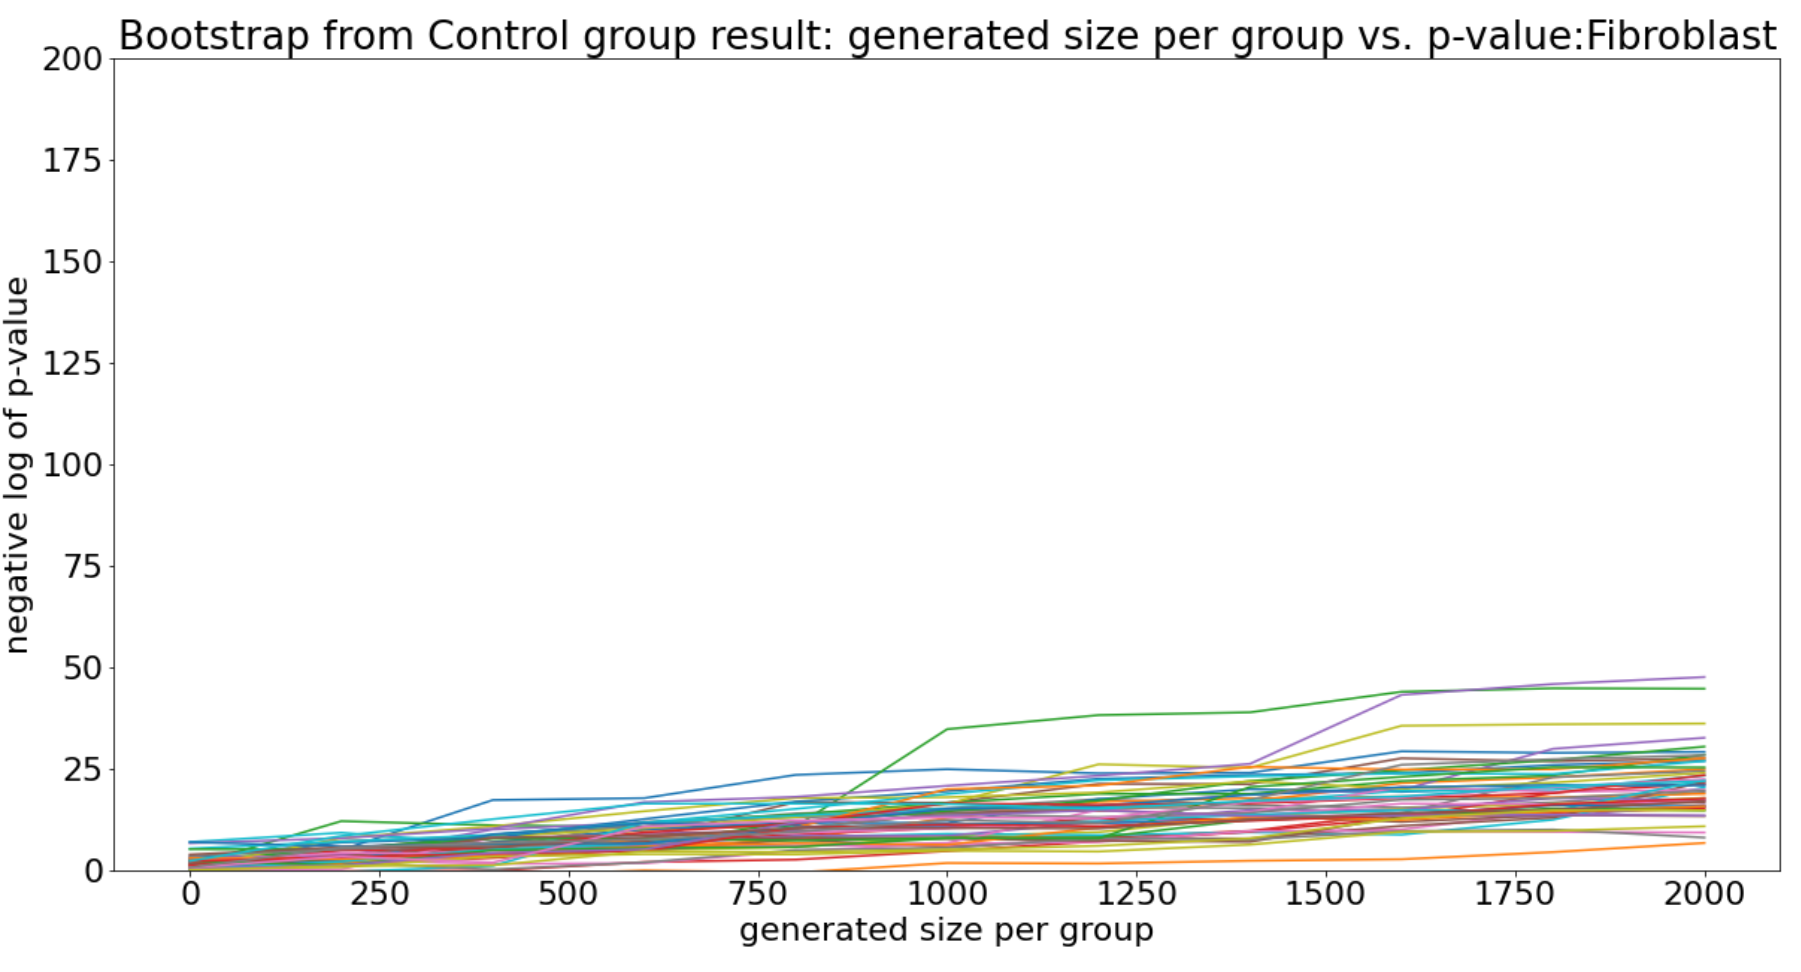 Bootstrap from Control group result: generated size per group vs. p-value:Fibroblast
200
175
150
125
100
75
50
25
0
negative log of p-value
0 250 500 750 1000 1250 1500 1750 2000
generated size per group